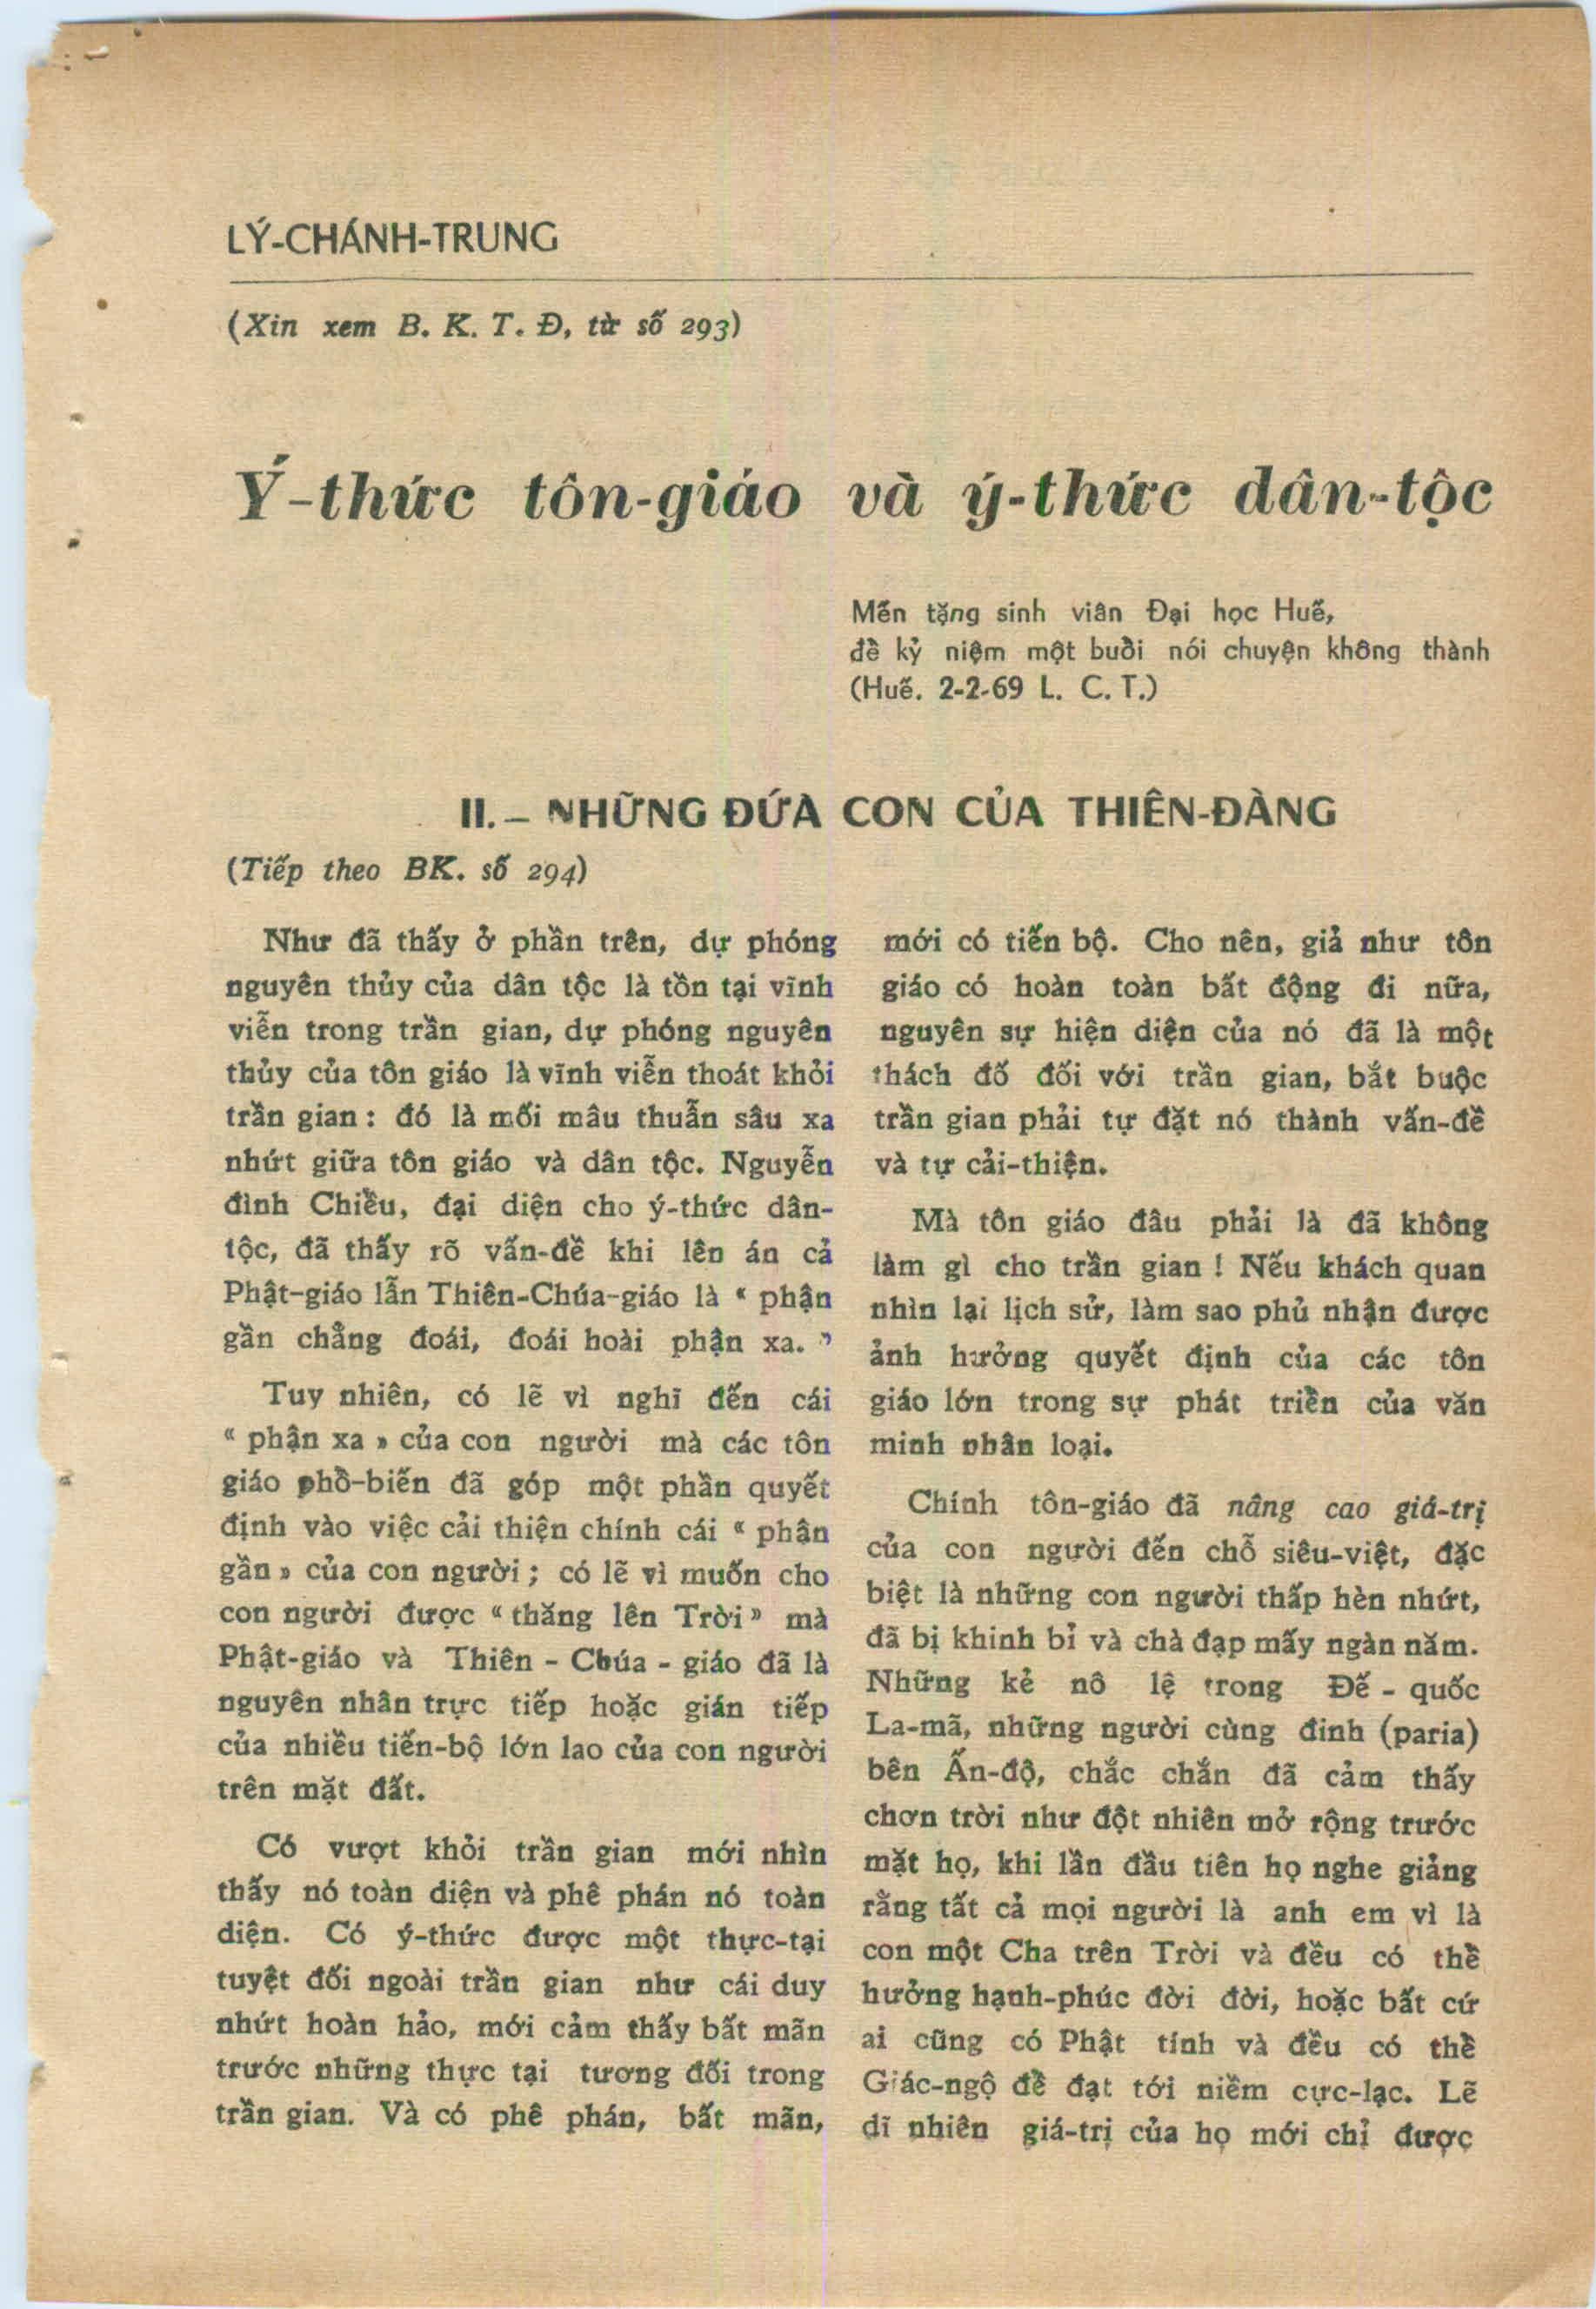 LÝ-CHÁNH-TRUNG
(Xin xem B. K. T. Đ, từ số 293)
Ý-thức tôn-giáo và ý-thức dân-tộc
Mến tặng sinh viên Đại học Huế,
để kỷ niệm một buổi nói chuyện không thành
(Huế. 2-2-69 L. C. T.)
II. – NHỮNG ĐỨA CON CỦA THIÊN-ĐÀNG
(Tiếp theo BK. số 294)
Như đã thấy ở phần trên, dự phóng
nguyên thủy của dân tộc là tồn tại vĩnh
viễn trong trần gian, dự phóng nguyên
thủy của tôn giáo là vĩnh viễn thoát khỏi
trần gian : đó là mối mâu thuẫn sâu xa
nhứt giữa tôn giáo và dân tộc. Nguyễn
đình Chiểu, đại diện cho ý-thức dân-
tộc, đã thấy rõ vấn-đề khi lên án cả
Phật-giáo lẫn Thiên-Chúa-giáo là « phận
gần chẳng đoái, đoái hoài phận xa. »
Tuy nhiên, có lẽ vì nghĩ đến cái
« phận xa » của con người mà các tôn
giáo phổ-biến đã góp một phần quyết
định vào việc cải thiện chính cái « phận
gần » của con người ; có lẽ vì muốn cho
con người được « thăng lên Trời » mà
Phật-giáo và Thiên - Chúa - giáo đã là
nguyên nhân trực tiếp hoặc gián tiếp
của nhiều tiến-bộ lớn lao của con người
trên mặt đất.
Có vượt khỏi trần gian mới nhìn
thấy nó toàn diện và phê phán nó toàn
diện. Có ý-thức được một thực-tại
tuyệt đối ngoài trần gian như cái duy
nhứt hoàn hảo, mới cảm thấy bất mãn
trước những thực tại tương đối trong
trần gian. Và có phê phán, bất mãn,
mới có tiến bộ. Cho nên, giả như tôn
giáo có hoàn toàn bất động đi nữa,
nguyên sự hiện diện của nó đã là một
thách đố đối với trần gian, bắt buộc
trần gian phải tự đặt nó thành vấn-đề
và tự cải-thiện.
Mà tôn giáo đâu phải là đã không
làm gì cho trần gian ! Nếu khách quan
nhìn lại lịch sử, làm sao phủ nhận được
ảnh hưởng quyết định của các tôn
giáo lớn trong sự phát triển của văn
minh nhân loại.
Chính tôn-giáo đã nâng cao giá-trị
của con người đến chỗ siêu-việt, đặc
biệt là những con người thấp hèn nhứt,
đã bị khinh bỉ và chà đạp mấy ngàn năm.
Những kẻ nô lệ trong Đế - quốc
La-mã, những người cùng đinh (paria)
bên Ấn-độ, chắc chắn đã cảm thấy
chơn trời như đột nhiên mở rộng trước
mặt họ, khi lần đầu tiên họ nghe giảng
rằng tất cả mọi người là anh em vì là
con một Cha trên Trời và đều có thể
hưởng hạnh-phúc đời đời, hoặc bất cứ
ai cũng có Phật tính và đều có thể
Giác-ngộ để đạt tới niềm cực-lạc. Lẽ
dĩ nhiên giá-trị của họ mới chỉ được